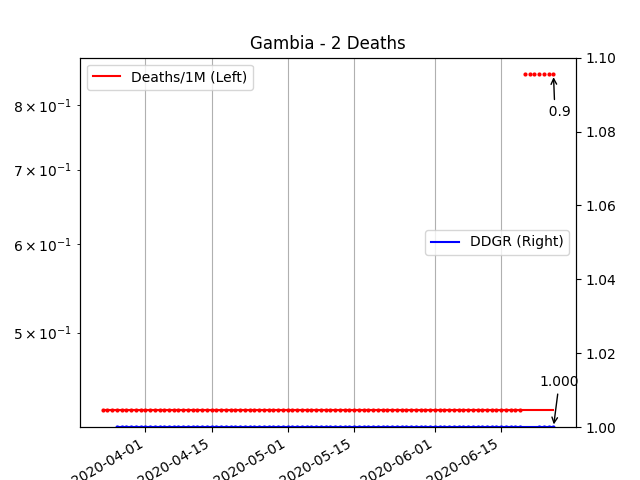 Gambia - 2 Deaths
Deaths/1M (Left)
DDGR (Right)
8 × 10⁻¹
7 × 10⁻¹
6 × 10⁻¹
5 × 10⁻¹
1.10
1.08
1.06
1.04
1.02
1.00
0.9
1.000
2020-04-01
2020-04-15
2020-05-01
2020-05-15
2020-06-01
2020-06-15